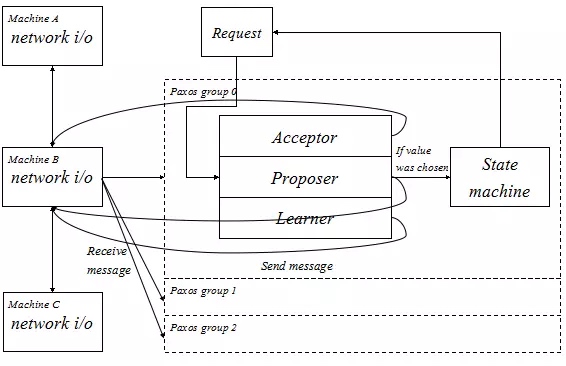 Machine A
network i/o
Request
Paxos group 0
Acceptor
If value
was chosen
Machine B
network i/o
Proposer
State
machine
Learner
Receive
message
Send message
Machine C
network i/o
Paxos group 1
Paxos group 2